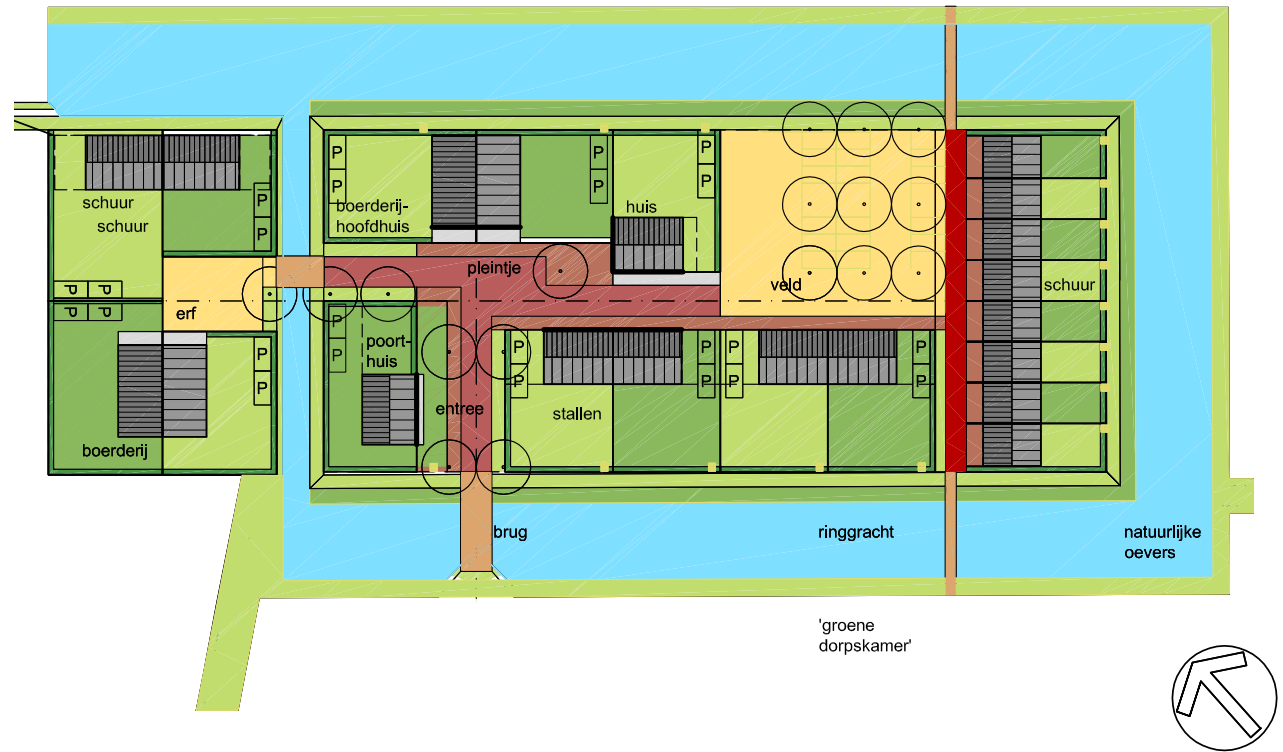 P
P
schuur
schuur
P
P
P P
P P
erf
P
P
boerderij
P
P
boerderij-
hoofdhuis
P
P
huis
P
P
pleintje
veld
schuur
P
P
poort-
huis
entree
P
P
stallen
P
P
P
P
P
P
brug
ringgracht
natuurlijke
oevers
'groene
dorpskamer'